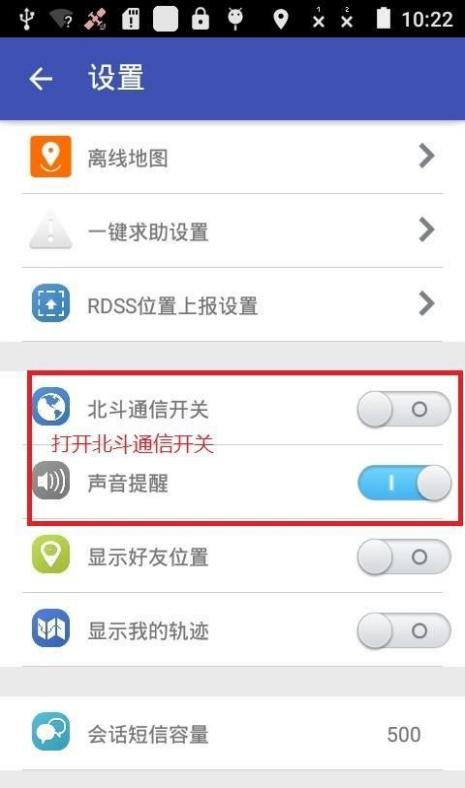 10:22
设置
离线地图
一键求助设置
RDSS位置上报设置
北斗通信开关
打开北斗通信开关
声音提醒
显示好友位置
显示我的轨迹
会话短信容量 500